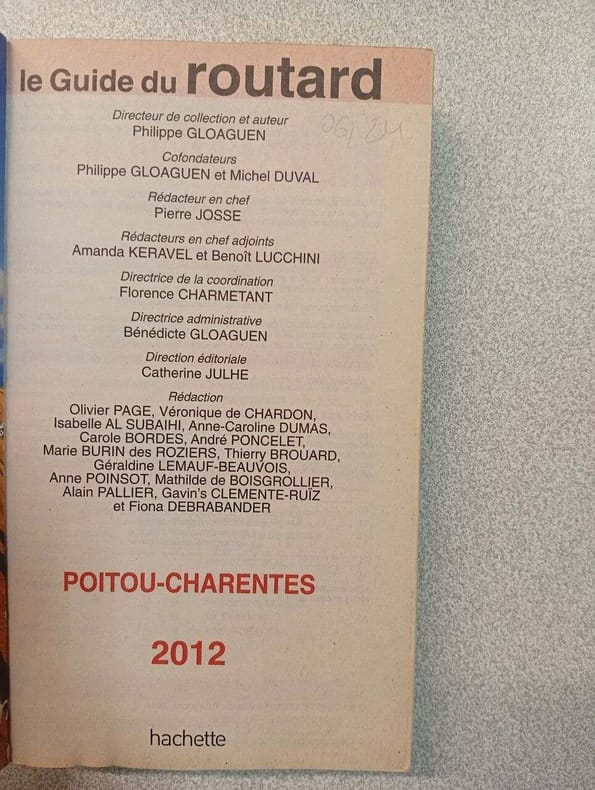 le Guide du routard
Directeur de collection et auteur
Philippe GLOAGUEN
Cofondateurs
Philippe GLOAGUEN et Michel DUVAL
Rédacteur en chef
Pierre JOSSE
Rédacteurs en chef adjoints
Amanda KERAVEL et Benoît LUCCHINI
Directrice de la coordination
Florence CHARMETANT
Directrice administrative
Bénédicte GLOAGUEN
Direction éditoriale
Catherine JULHE
Rédaction
Olivier PAGE, Véronique de CHARDON,
Isabelle AL SUBAIHI, Anne-Caroline DUMAS,
Carole BORDES, André PONCELET,
Marie BURIN des ROZIERS, Thierry BROUARD,
Géraldine LEMAUF-BEAUVOIS,
Anne POINSOT, Mathilde de BOISGROLLIER,
Alain PALLIER, Gavin's CLEMENTE-RUÏZ
et Fiona DEBRABANDER
POITOU-CHARENTES
2012
hachette